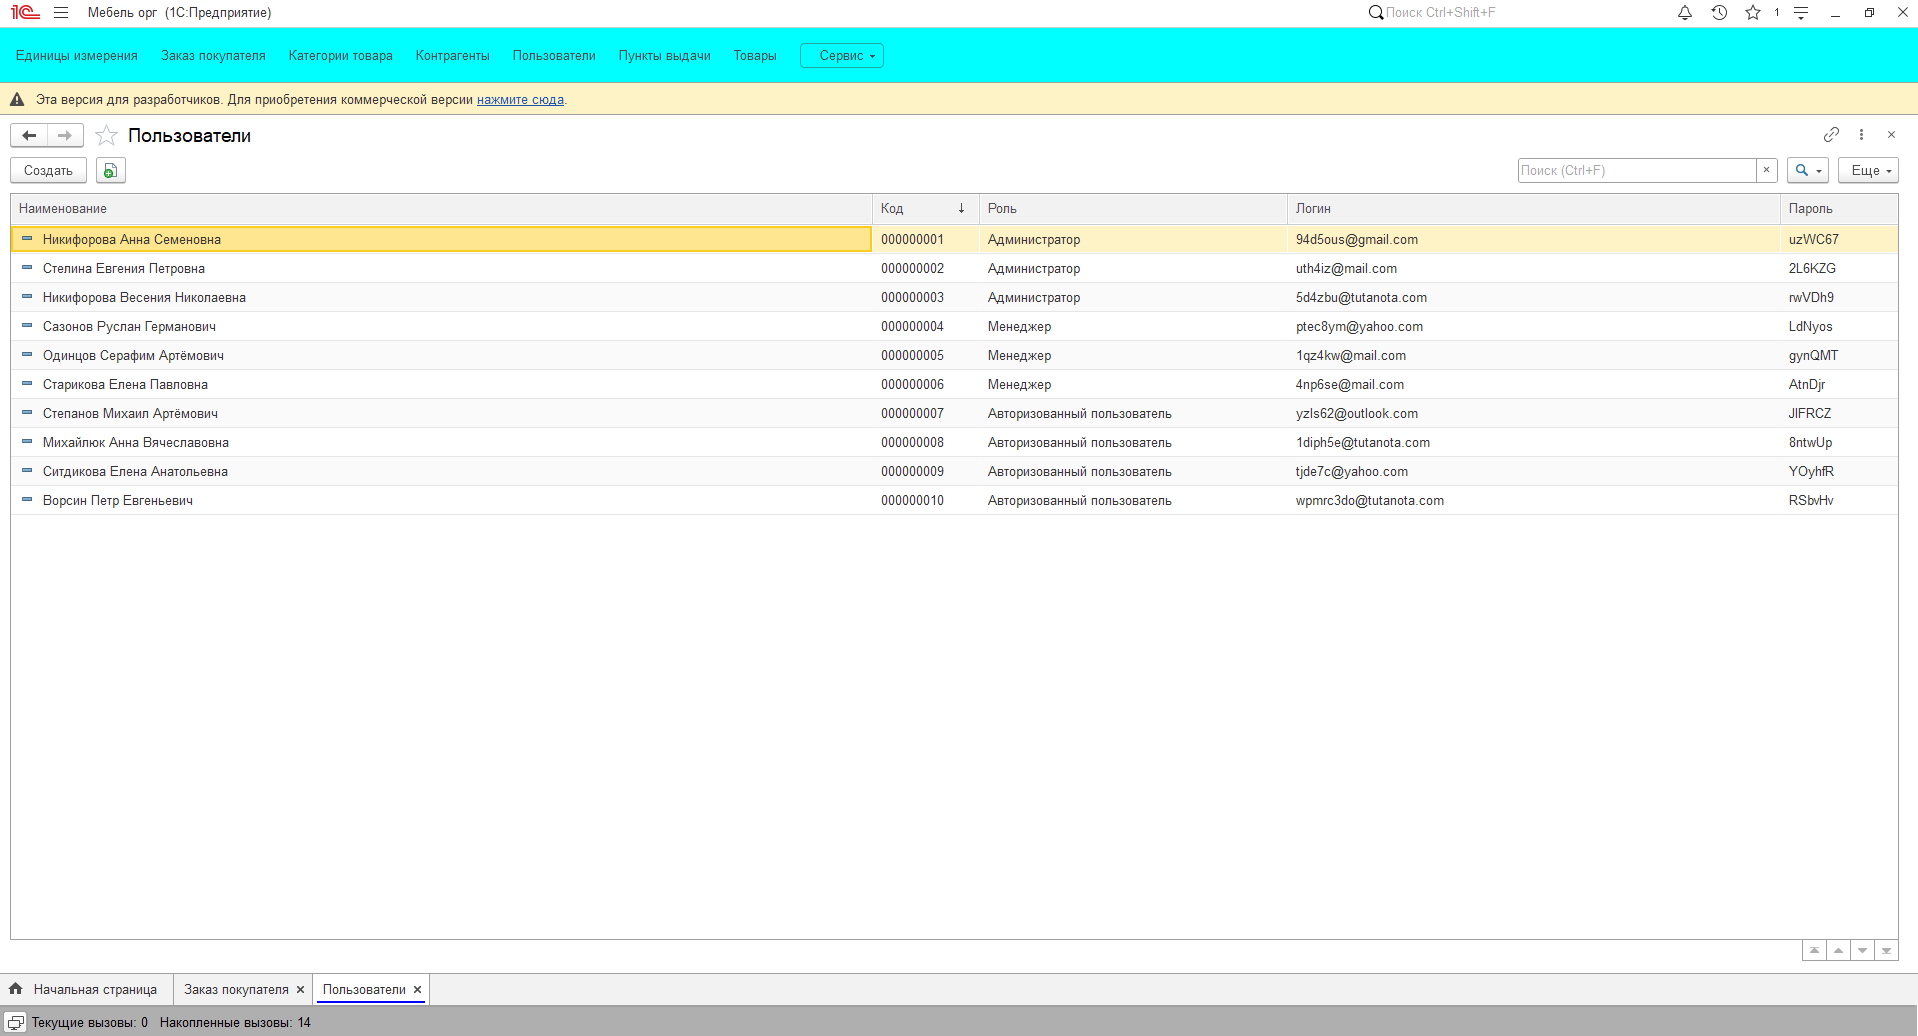 1С Мебель орг (1С:Предприятие) Поиск Ctrl+Shift+F 1
Единицы измерения Заказ покупателя Категории товара Контрагенты Пользователи Пункты выдачи Товары Сервис
Эта версия для разработчиков. Для приобретения коммерческой версии нажмите сюда.
Пользователи
Создать Поиск (Ctrl+F) × Еще
Наименование Код ↓ Роль Логин Пароль
Никифорова Анна Семеновна 000000001 Администратор 94d5ous@gmail.com uzWC67
Стелина Евгения Петровна 000000002 Администратор uth4iz@mail.com 2L6KZG
Никифорова Весения Николаевна 000000003 Администратор 5d4zbu@tutanota.com rwVDh9
Сазонов Руслан Германович 000000004 Менеджер ptec8ym@yahoo.com LdNyos
Одинцов Серафим Артёмович 000000005 Менеджер 1qz4kw@mail.com gynQMT
Старикова Елена Павловна 000000006 Менеджер 4np6se@mail.com AtnDjr
Степанов Михаил Артёмович 000000007 Авторизованный пользователь yzls62@outlook.com JlFRCZ
Михайлюк Анна Вячеславовна 000000008 Авторизованный пользователь 1diph5e@tutanota.com 8ntwUp
Ситдикова Елена Анатольевна 000000009 Авторизованный пользователь tjde7c@yahoo.com YOyhfR
Ворсин Петр Евгеньевич 000000010 Авторизованный пользователь wpmrc3do@tutanota.com RSbvHv
Начальная страница Заказ покупателя × Пользователи ×
Текущие вызовы: 0 Накопленные вызовы: 14